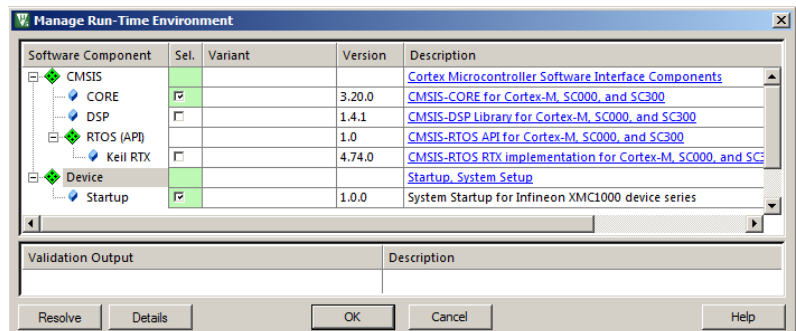 Manage Run-Time Environment
Software Component Sel. Variant Version Description
CMSIS Cortex Microcontroller Software Interface Components
CORE 3.20.0 CMSIS-CORE for Cortex-M, SC000, and SC300
DSP 1.4.1 CMSIS-DSP Library for Cortex-M, SC000, and SC300
RTOS (API) 1.0 CMSIS-RTOS API for Cortex-M, SC000, and SC300
Keil RTX 4.74.0 CMSIS-RTOS RTX implementation for Cortex-M, SC000, and
Device Startup, System Setup
Startup 1.0.0 System Startup for Infineon XMC1000 device series
Validation Output Description
Resolve Details OK Cancel Help